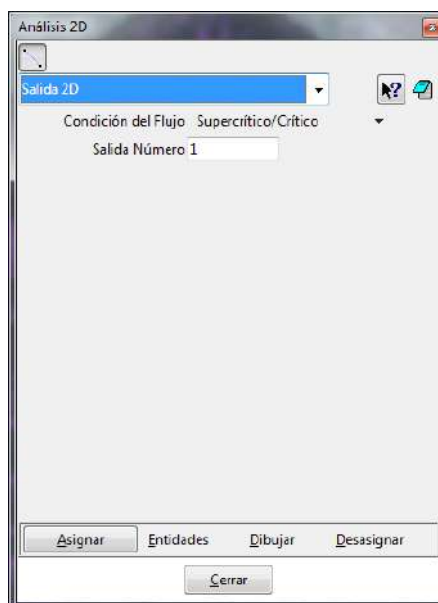 Análisis 2D
Salida 2D
Condición del Flujo Supercrítico/Crítico
Salida Número 1
Asignar Entidades Dibujar Desasignar
Cerrar